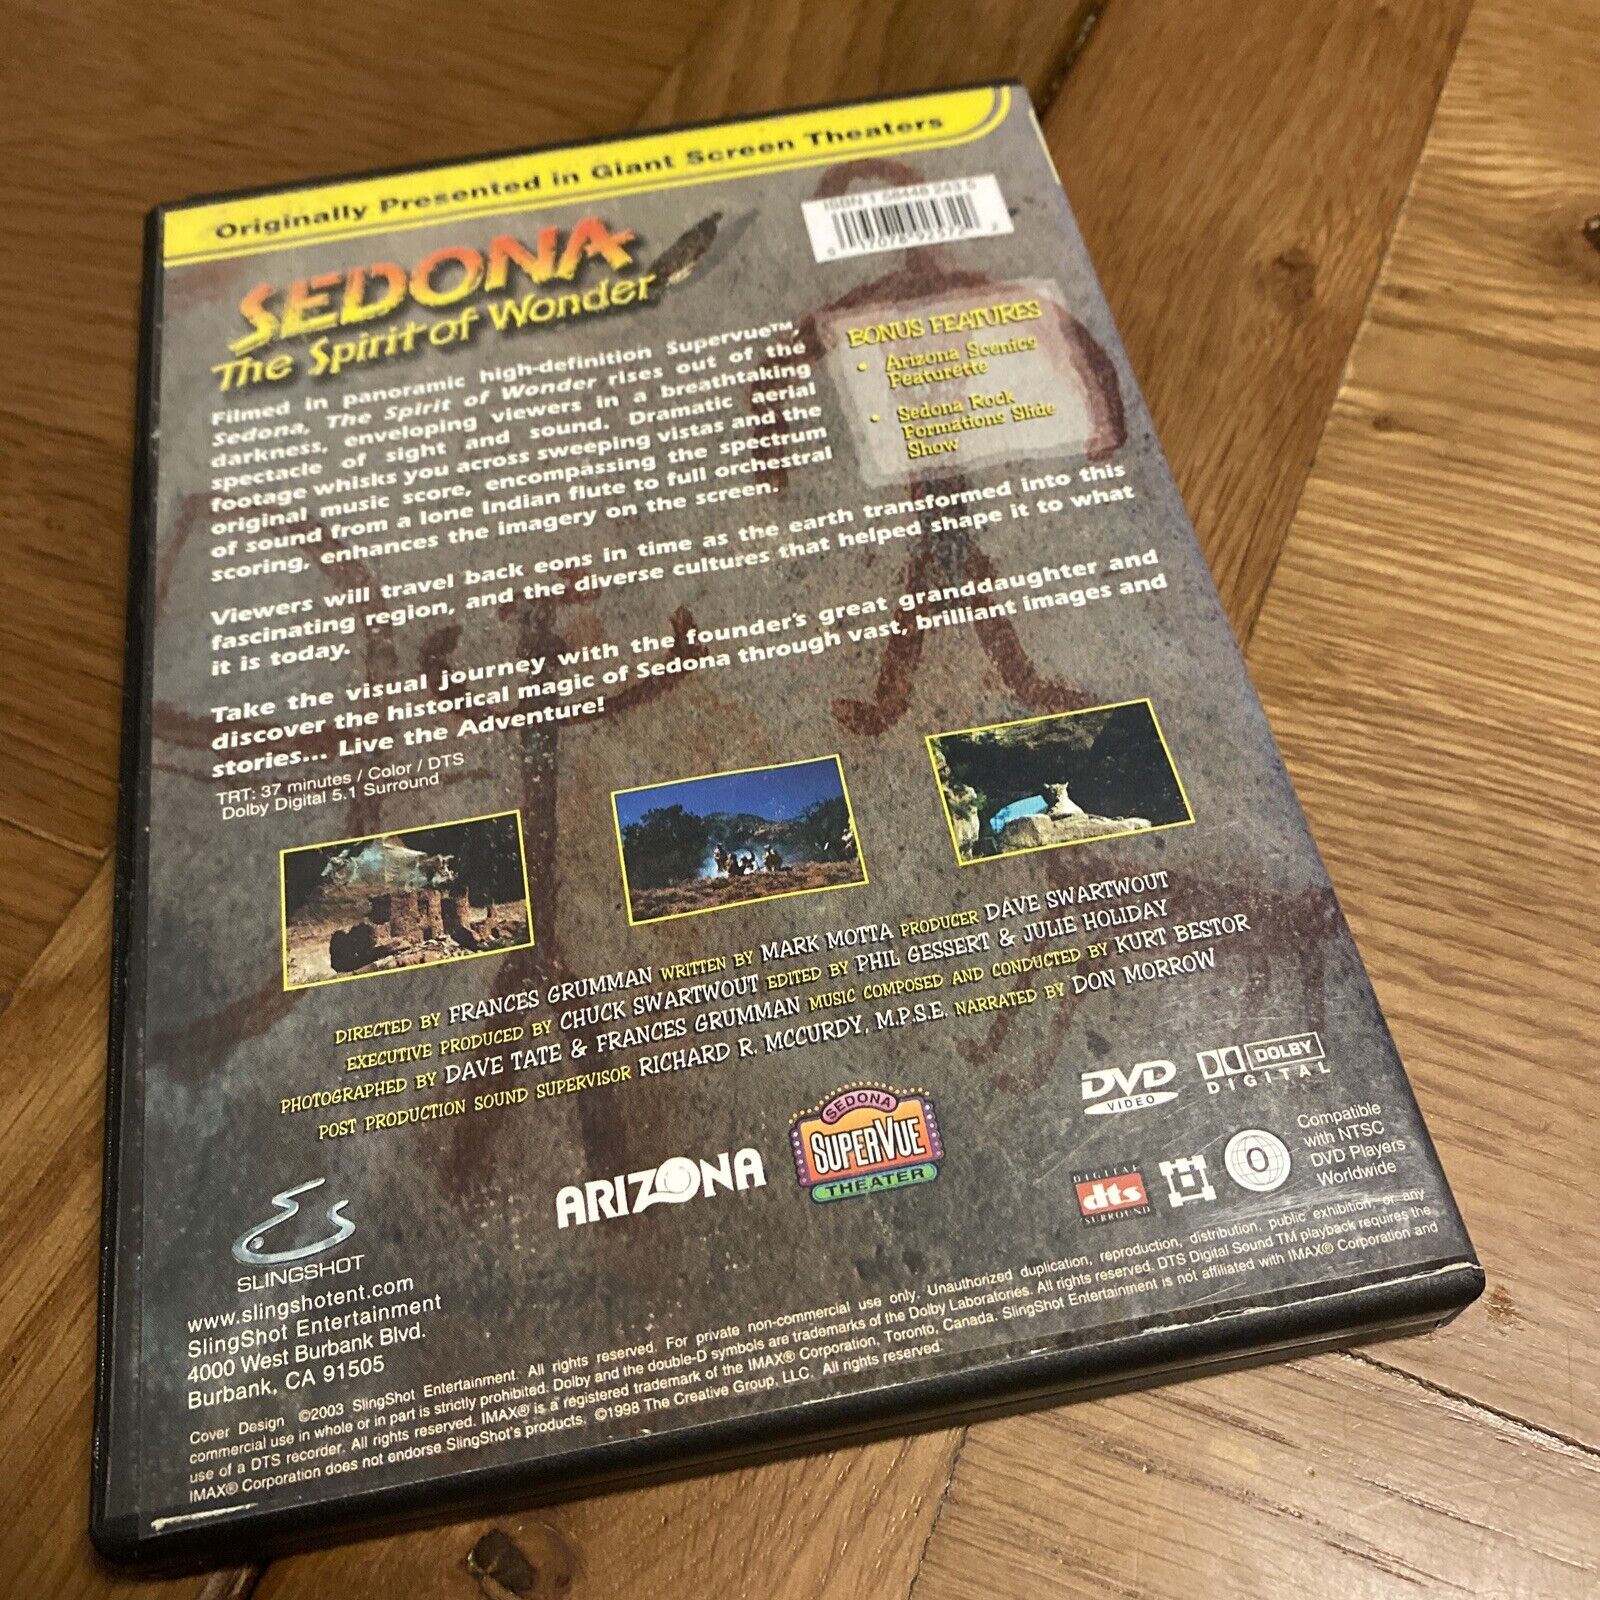 Originally Presented in Giant Screen Theaters
SEDONA
The Spirit of Wonder
Filmed in panoramic high-definition Supervue™,
Sedona, The Spirit of Wonder rises out of the
darkness, enveloping viewers in a breathtaking
spectacle of sight and sound. Dramatic aerial
footage whisks you across sweeping vistas and the
original music score, encompassing the spectrum
of sound from a lone Indian flute to full orchestral
scoring, enhances the imagery on the screen.
Viewers will travel back eons in time as the earth transformed into this
fascinating region, and the diverse cultures that helped shape it to what
it is today.
Take the visual journey with the founder's great granddaughter and
discover the historical magic of Sedona through vast, brilliant images and
stories... Live the Adventure!
TRT: 37 minutes / Color / DTS
Dolby Digital 5.1 Surround
ISBN 1
BONUS FEATURES
• Arizona Scenics
Featurette
• Sedona Rock
Formations Slide
Show
DIRECTED BY FRANCES GRUMMAN WRITTEN BY MARK MOTTA PRODUCER DAVE SWARTWOUT
EXECUTIVE PRODUCED BY CHUCK SWARTWOUT EDITED BY PHIL GESSERT & JULIE HOLIDAY
PHOTOGRAPHED BY DAVE TATE & FRANCES GRUMMAN MUSIC COMPOSED AND CONDUCTED BY KURT BESTOR
POST PRODUCTION SOUND SUPERVISOR RICHARD R. MCCURDY, M.P.S.E. NARRATED BY DON MORROW
SLINGSHOT
www.slingshotent.com
SlingShot Entertainment
4000 West Burbank Blvd.
Burbank, CA 91505
ARIZONA
SEDONA
SUPERVUE
THEATER
DVD
VIDEO
DOLBY
DIGITAL
DIGITAL
dts
SURROUND
0
Compatible
with NTSC
DVD Players
Worldwide
Cover Design ©2003 SlingShot Entertainment. All rights reserved. For private non-commercial use only. Unauthorized duplication, reproduction, distribution, public exhibition, or any
commercial use in whole or in part is strictly prohibited. Dolby and the double-D symbols are trademarks of the Dolby Laboratories. All rights reserved. DTS Digital Sound TM playback requires the
use of a DTS recorder. All rights reserved. IMAX® is a registered trademark of the IMAX® Corporation, Toronto, Canada. SlingShot Entertainment is not affiliated with IMAX® Corporation and
IMAX® Corporation does not endorse SlingShot's products. ©1998 The Creative Group, LLC. All rights reserved.